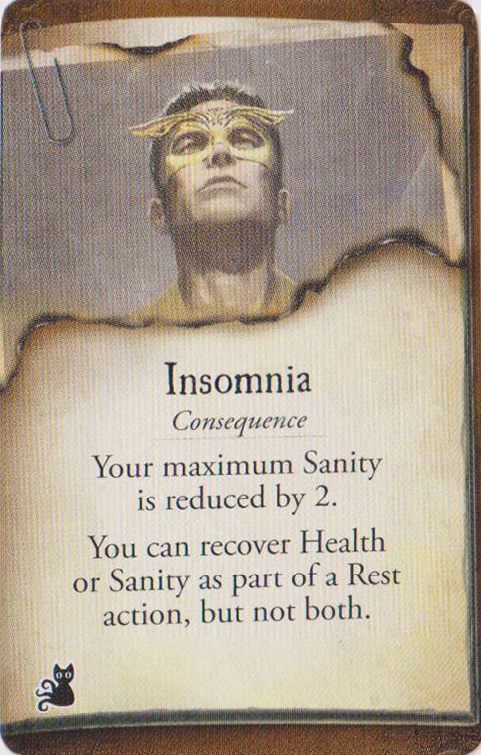 Insomnia
Consequence
Your maximum Sanity
is reduced by 2.
You can recover Health
or Sanity as part of a Rest
action, but not both.